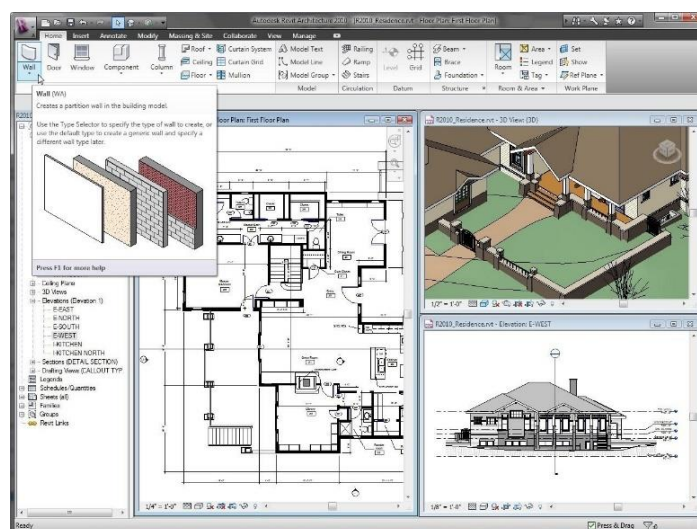 Autodesk Revit Architecture 2010 - [R2010_Residence.rvt - Floor Plan: First Floor Plan]
Home Insert Annotate Modify Massing & Site Collaborate View Manage
Wall Door Window Component Column
Roof Curtain System Model Text Railing Beam Area Set
Ceiling Curtain Grid Model Line Ramp Level Grid Brace Room Legend Show
Floor Mullion Model Group Stairs Foundation Tag Ref Plane
Model Circulation Datum Structure Room & Area Work Plane
Wall (WA)
Creates a partition wall in the building model.
Use the Type Selector to specify the type of wall to create, or
use the default type to create a generic wall and specify a
different wall type later.
Press F1 for more help
Ceiling Plans
3D Views
Elevations (Elevation 1)
E-EAST
E-NORTH
E-SOUTH
E-WEST
I-KITCHEN
I-KITCHEN NORTH
Sections (DETAIL SECTION)
Drafting Views (CALLOUT TYP
Legends
Schedules/Quantities
Sheets (all)
Families
Groups
Revit Links
Floor Plan: First Floor Plan
1/4" = 1'-0"
R2010_Residence.rvt - 3D View: {3D}
1/2" = 1'-0"
R2010_Residence.rvt - Elevation: E-WEST
1/8" = 1'-0"
Ready
Press & Drag